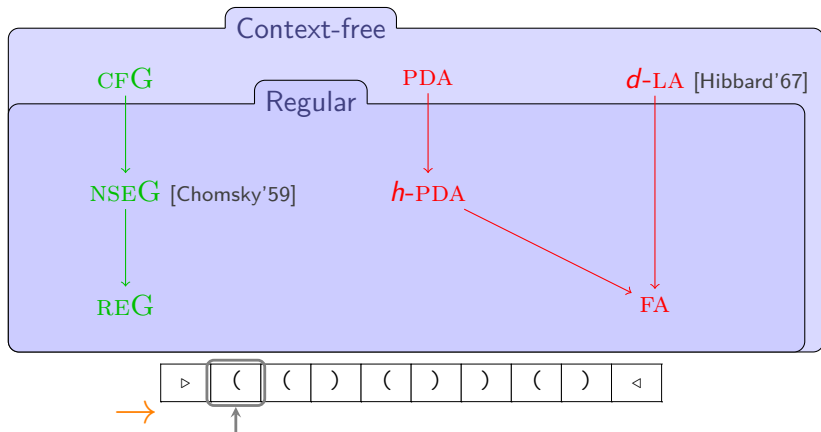 Context-free
CFG PDA d-LA [Hibbard'67]
Regular
NSEG [Chomsky'59] h-PDA
REG FA
▷ ( ( ) ( ) ) ( ) ◁